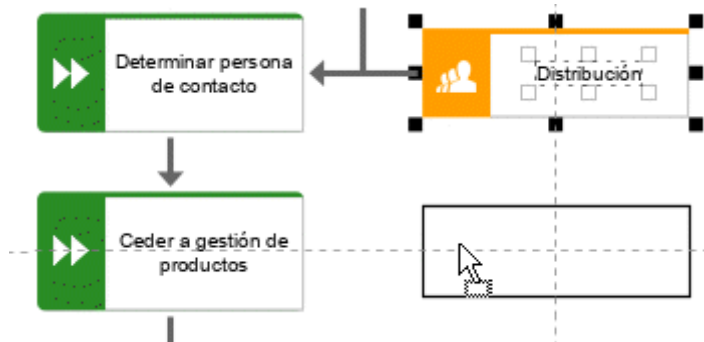 Determinar persona
de contacto
Distribución
Ceder a gestión de
productos